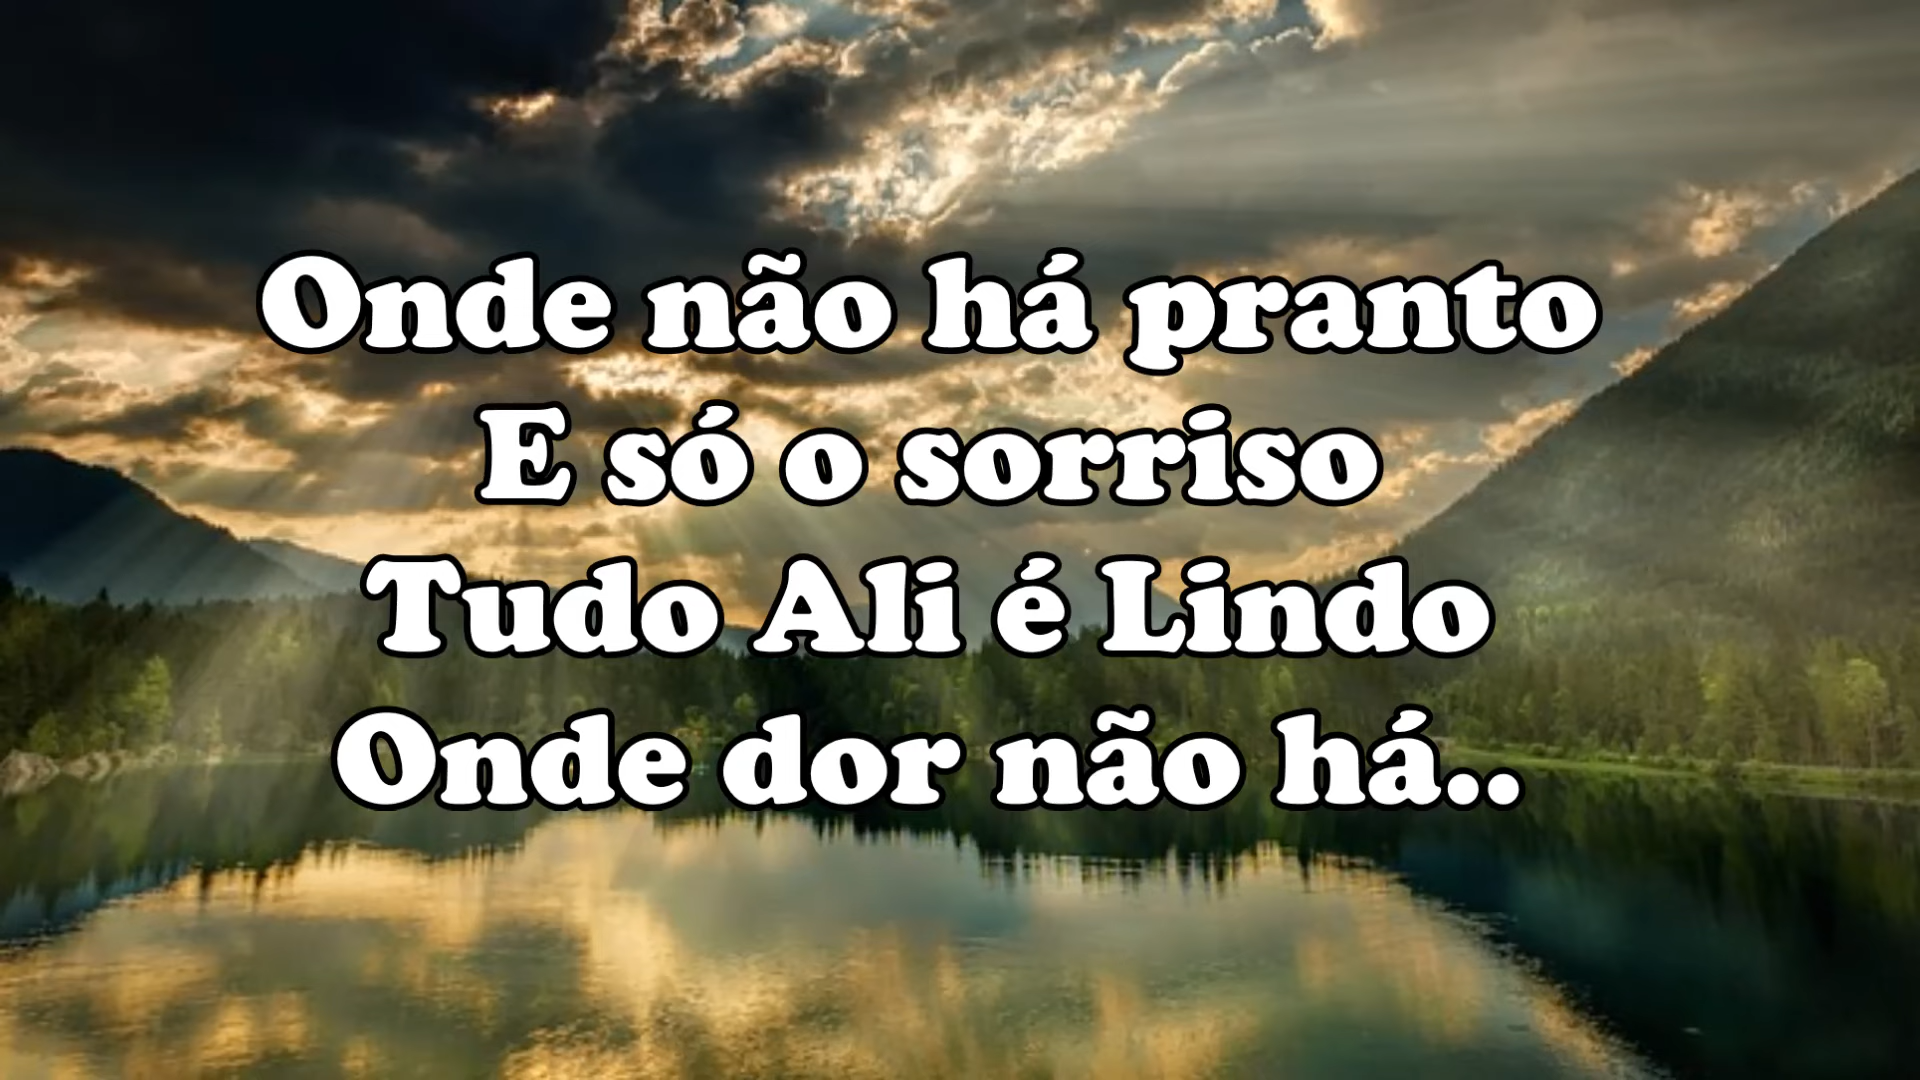 Onde não há pranto
E só o sorriso
Tudo Ali é Lindo
Onde dor não há..